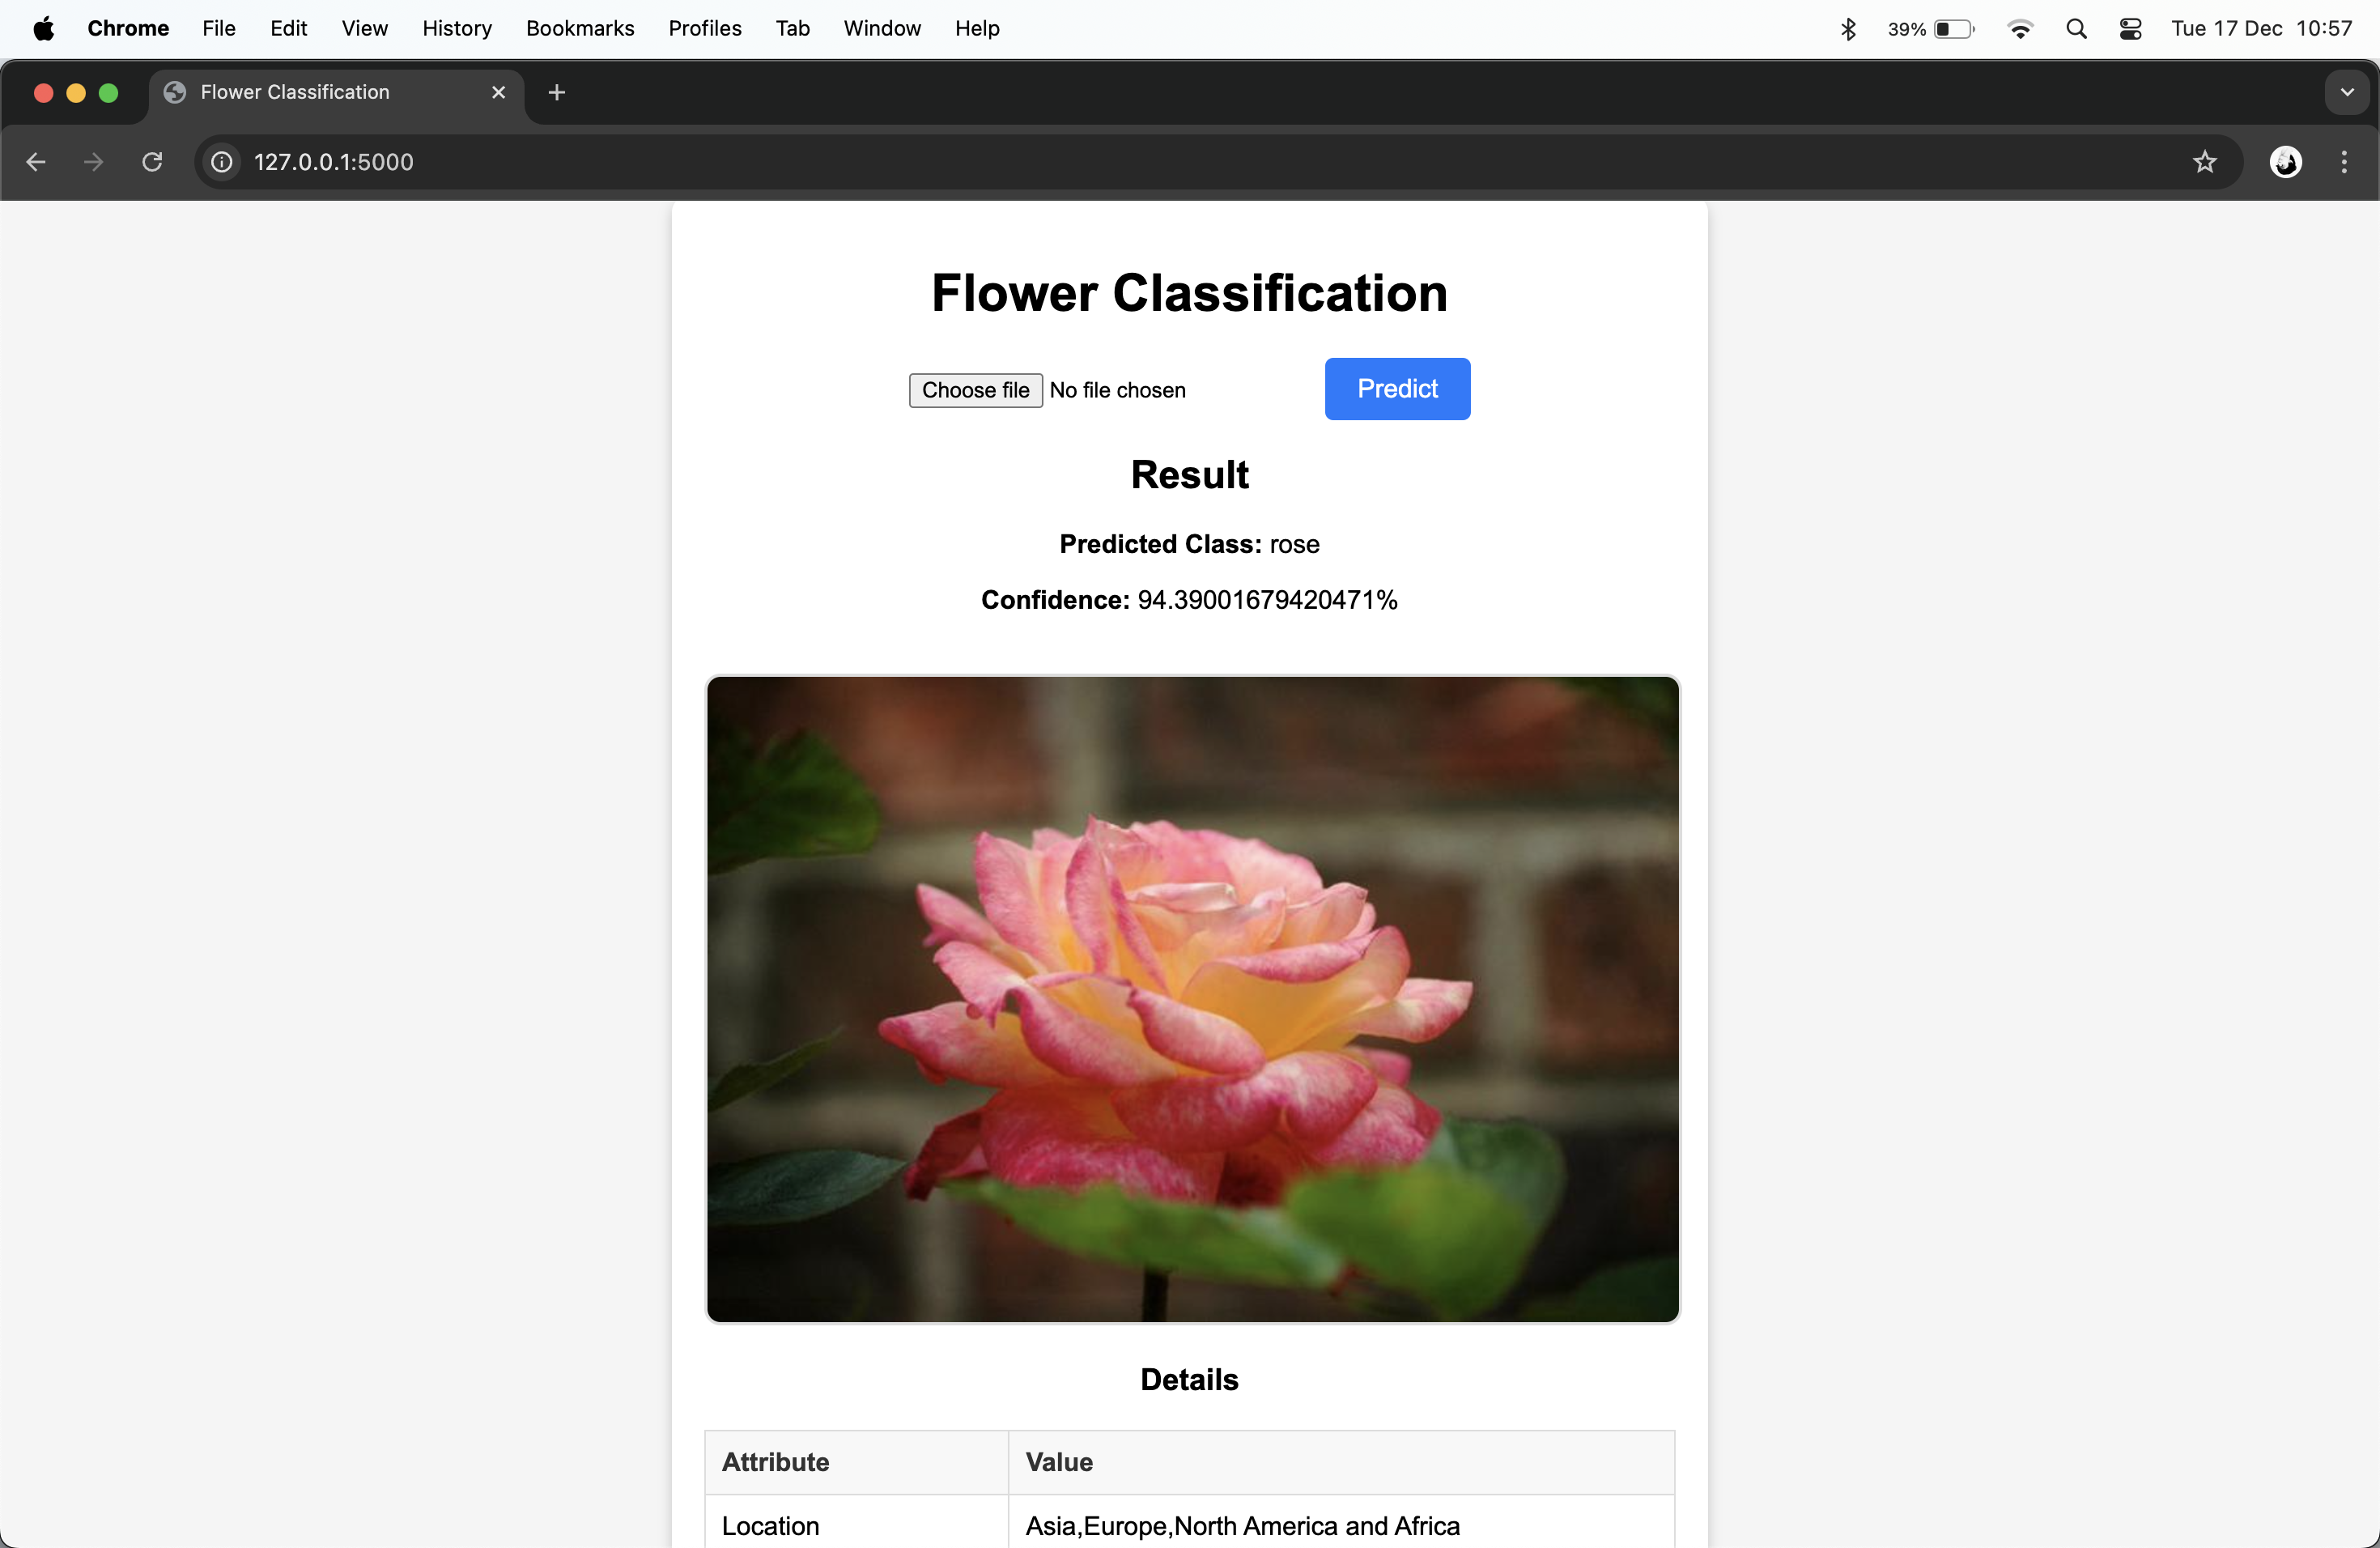 Chrome File Edit View History Bookmarks Profiles Tab Window Help 39% Tue 17 Dec 10:57
Flower Classification
127.0.0.1:5000
Flower Classification
Choose file No file chosen Predict
Result
Predicted Class: rose
Confidence: 94.39001679420471%
Details
Attribute Value
Location Asia,Europe,North America and Africa